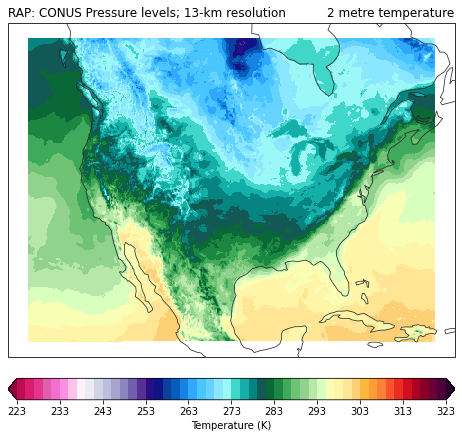 RAP: CONUS Pressure levels; 13-km resolution 2 metre temperature
223 233 243 253 263 273 283 293 303 313 323
Temperature (K)